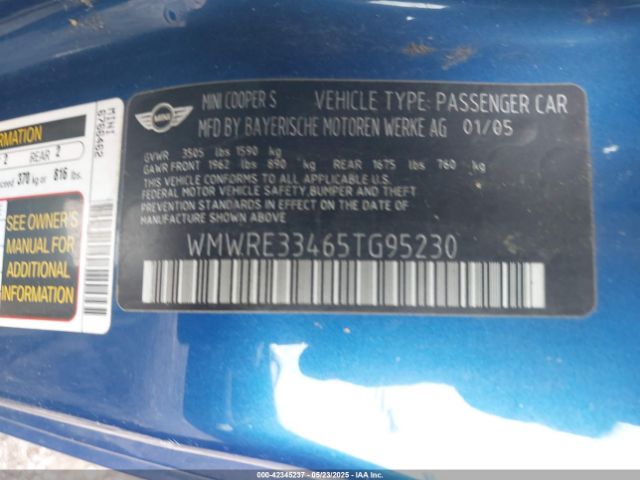 MINI
MINI COOPER S VEHICLE TYPE: PASSENGER CAR
MFD BY BAYERISCHE MOTOREN WERKE AG 01/05
GVWR 3505 lbs 1590 kg
GAWR FRONT 1962 lbs 890 kg REAR 1675 lbs 760 kg
THIS VEHICLE CONFORMS TO ALL APPLICABLE U.S.
FEDERAL MOTOR VEHICLE SAFETY, BUMPER AND THEFT
PREVENTION STANDARDS IN EFFECT ON THE DATE OF
MANUFACTURE SHOWN ABOVE.
WMWRE33465TG95230
MINI
6766462
REAR 2
370 kg or 816 lbs.
SEE OWNER'S
MANUAL FOR
ADDITIONAL
INFORMATION
000-42345237 - 05/23/2025 - IAA Inc.